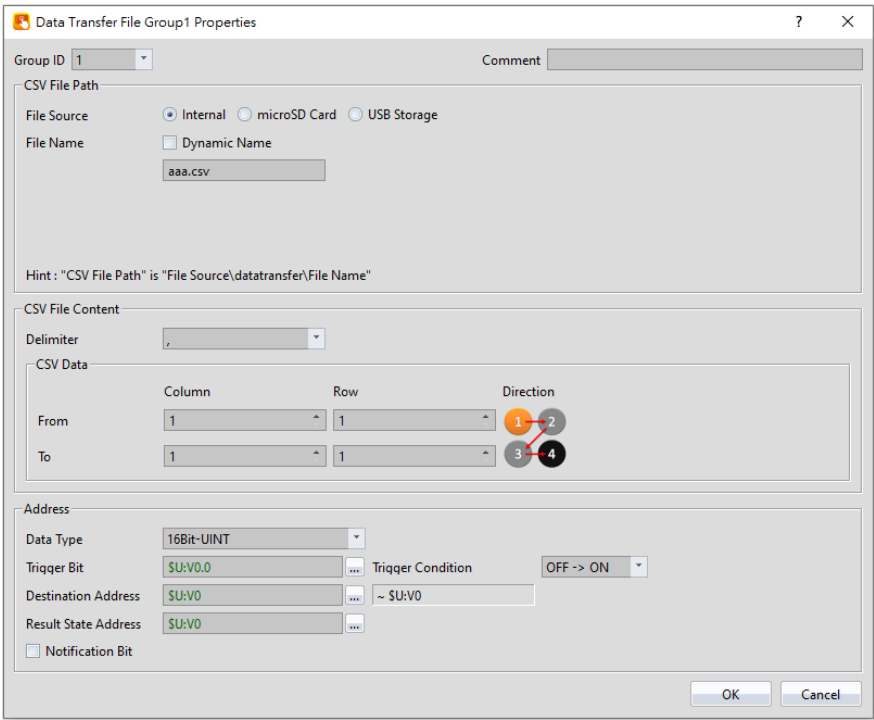 Data Transfer File Group1 Properties ? ×
Group ID 1 Comment
CSV File Path
File Source Internal microSD Card USB Storage
File Name Dynamic Name
aaa.csv
Hint : "CSV File Path" is "File Source\datatransfer\File Name"
CSV File Content
Delimiter ,
CSV Data
Column Row Direction
From 1 1 1 2
To 1 1 3 4
Address
Data Type 16Bit-UINT
Trigger Bit $U:V0.0 ... Trigger Condition OFF -> ON
Destination Address $U:V0 ... ~ $U:V0
Result State Address $U:V0 ...
Notification Bit
OK Cancel